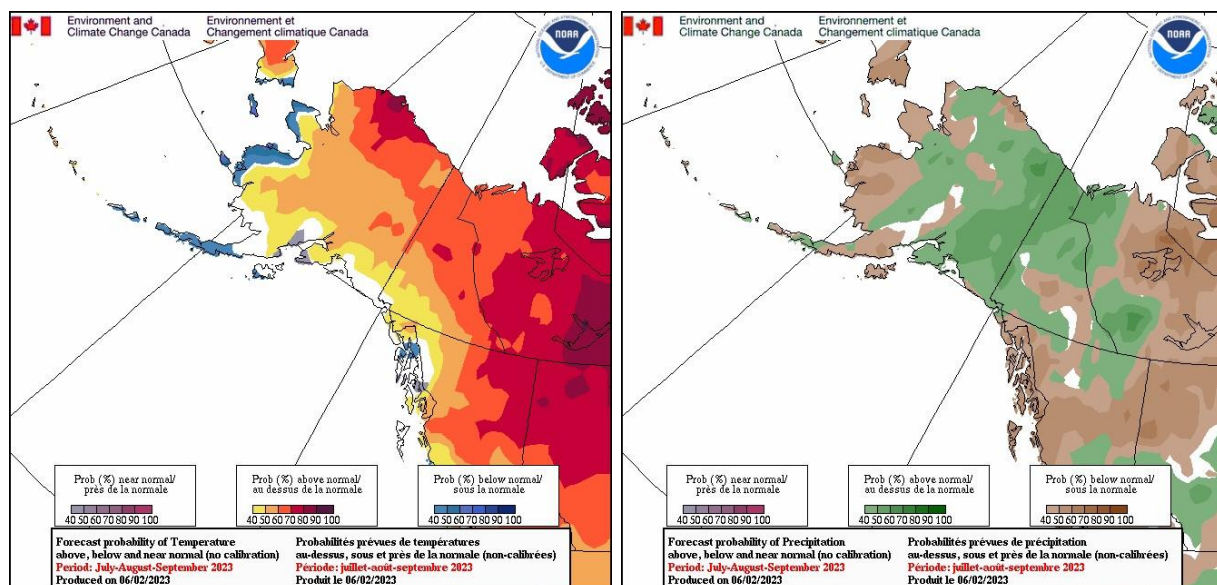 Environment and
Climate Change Canada
Environnement et
Changement climatique Canada
NOAA
Prob (%) near normal/
près de la normale
40 50 60 70 80 90 100
Prob (%) above normal/
au dessus de la normale
40 50 60 70 80 90 100
Prob (%) below normal/
sous la normale
40 50 60 70 80 90 100
Forecast probability of Temperature
above, below and near normal (no calibration)
Period: July-August-September 2023
Produced on 06/02/2023
Probabilités prévues de températures
au-dessus, sous et près de la normale (non-calibrées)
Période: juillet-août-septembre 2023
Produit le 06/02/2023
Environment and
Climate Change Canada
Environnement et
Changement climatique Canada
NOAA
Prob (%) near normal/
près de la normale
40 50 60 70 80 90 100
Prob (%) above normal/
au dessus de la normale
40 50 60 70 80 90 100
Prob (%) below normal/
sous la normale
40 50 60 70 80 90 100
Forecast probability of Precipitation
above, below and near normal (no calibration)
Period: July-August-September 2023
Produced on 06/02/2023
Probabilités prévues de précipitation
au-dessus, sous et près de la normale (non-calibrées)
Période: juillet-août-septembre 2023
Produit le 06/02/2023